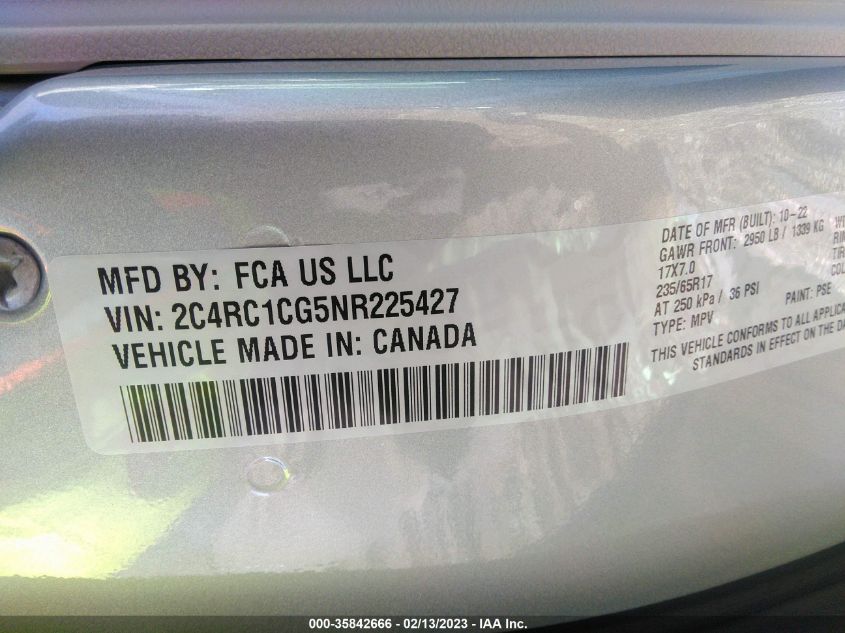 MFD BY: FCA US LLC
VIN: 2C4RC1CG5NR225427
VEHICLE MADE IN: CANADA
DATE OF MFR (BUILT): 10-22
GAWR FRONT: 2950 LB / 1339 KG
17X7.0
235/65R17
AT 250 kPa / 36 PSI
TYPE: MPV
PAINT: PSE
THIS VEHICLE CONFORMS TO ALL
STANDARDS IN EFFECT ON THE
000-35842666 - 02/13/2023 - IAA Inc.